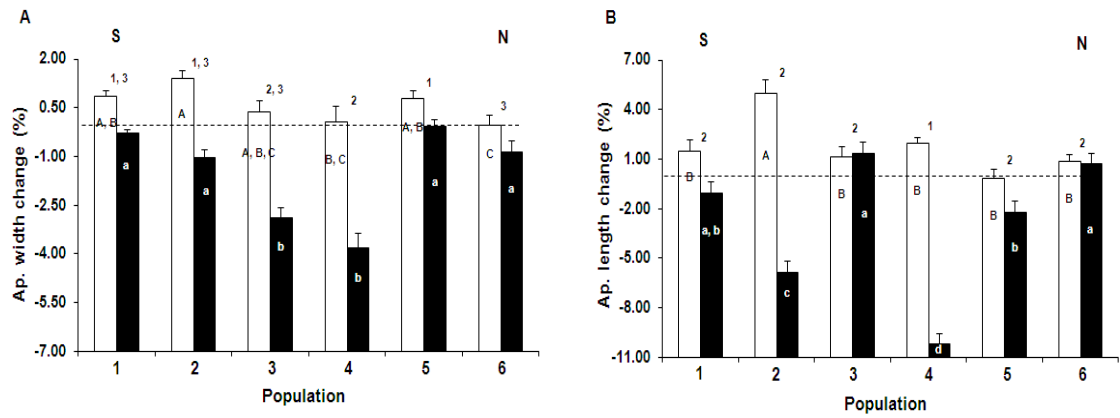 A
S
N
Ap. width change (%)
2.00
0.50
-1.00
-2.50
-4.00
-5.50
-7.00
1, 3
1, 3
2, 3
2
1
3
A, B
A
A, B, C
B, C
A, B
C
a
a
b
b
a
a
1 2 3 4 5 6
Population
B
S
N
Ap. length change (%)
7.00
4.00
1.00
-2.00
-5.00
-8.00
-11.00
2
2
2
1
2
2
B
A
B
B
B
B
a, b
c
a
d
b
a
1 2 3 4 5 6
Population